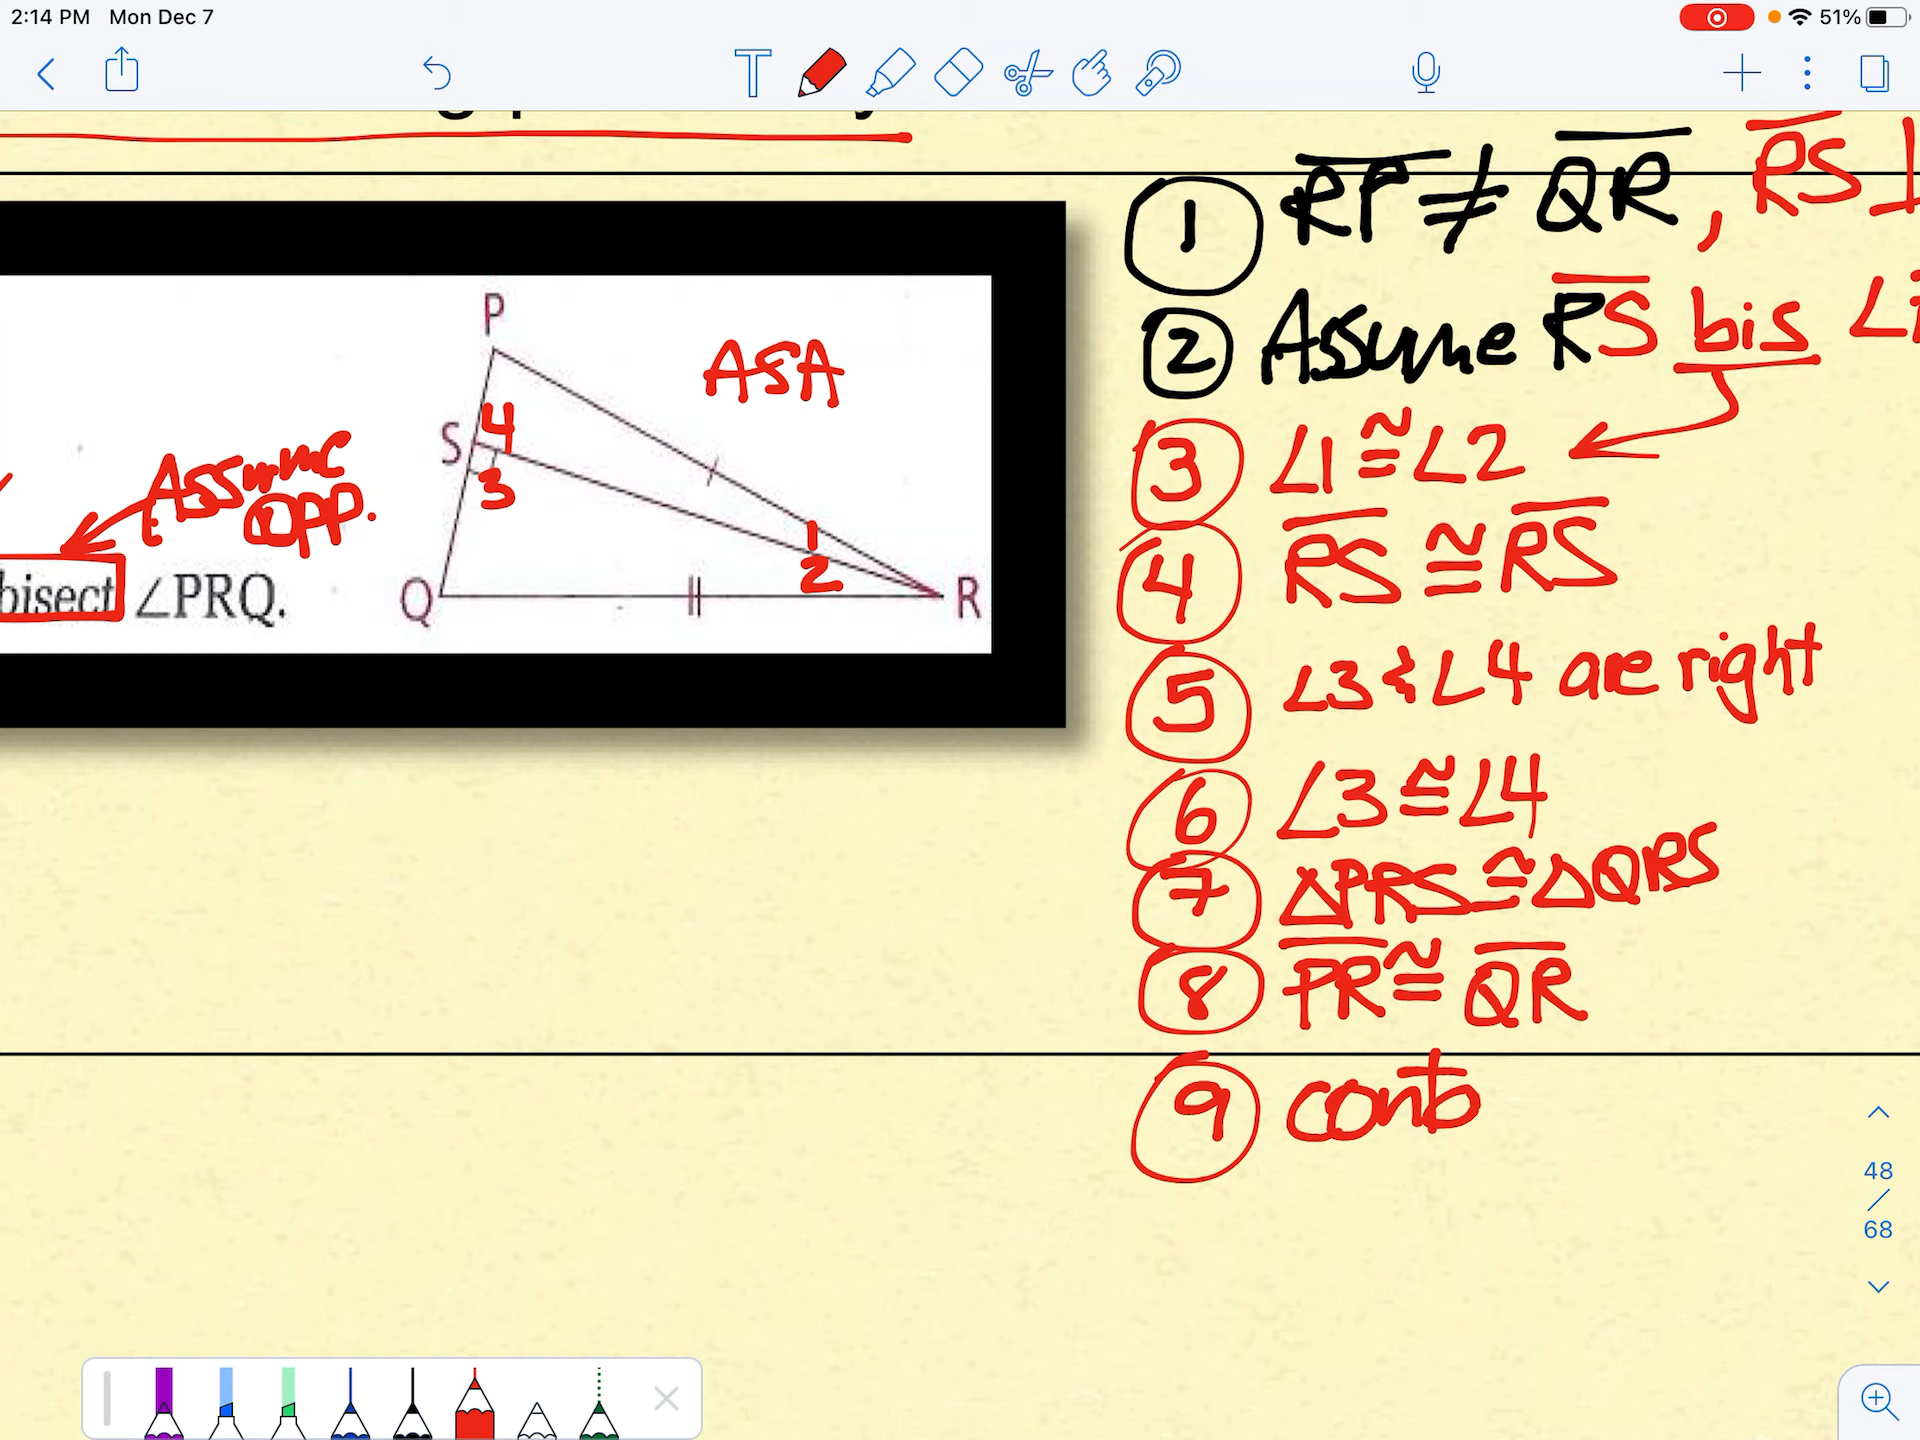 2:14 PM Mon Dec 7
51%
① RP ≠ QR, RS ⊥
② Assume RS bis ∠
③ ∠1 ≅ ∠2
④ RS ≅ RS
⑤ ∠3 & ∠4 are right
⑥ ∠3 ≅ ∠4
⑦ △PRS ≅ △QRS
⑧ PR ≅ QR
⑨ cont
P
ASA
S
4
3
1
2
Q
R
Assume
opp.
bisect ∠PRQ.
48
/
68